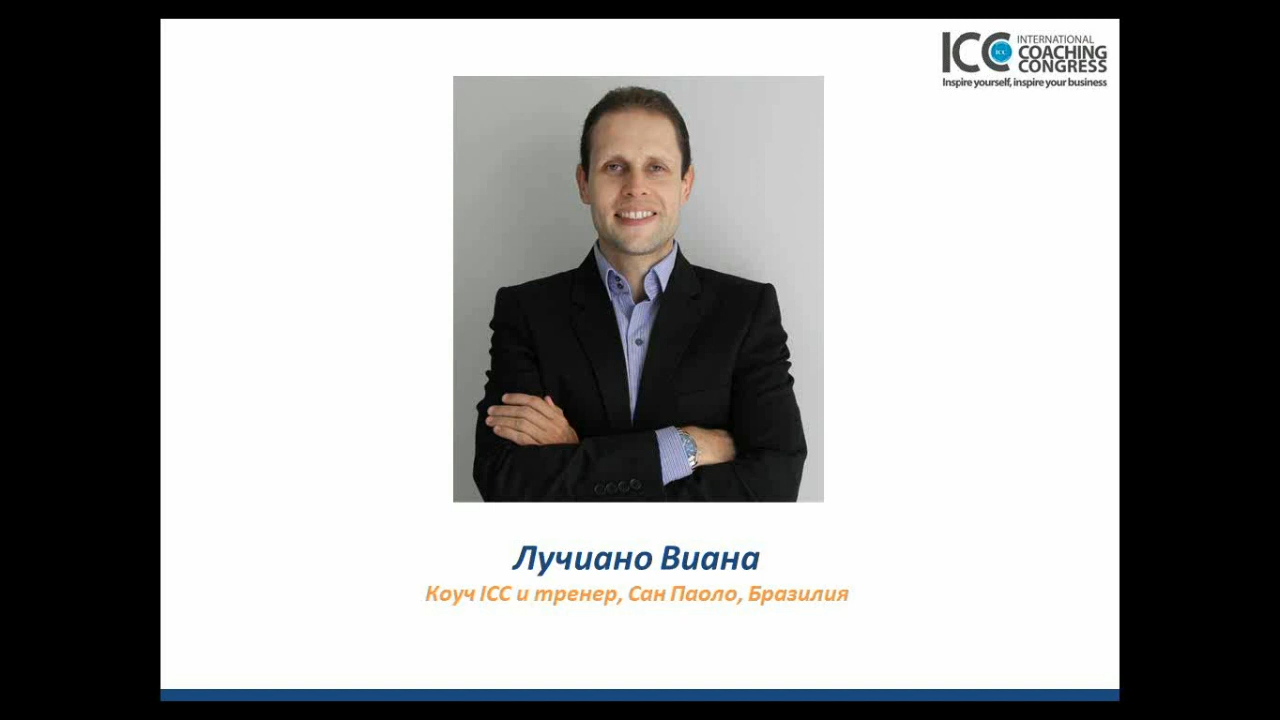 ICC
INTERNATIONAL
COACHING
CONGRESS
Inspire yourself, inspire your business
Лучиано Виана
Коуч ICC и тренер, Сан Паоло, Бразилия